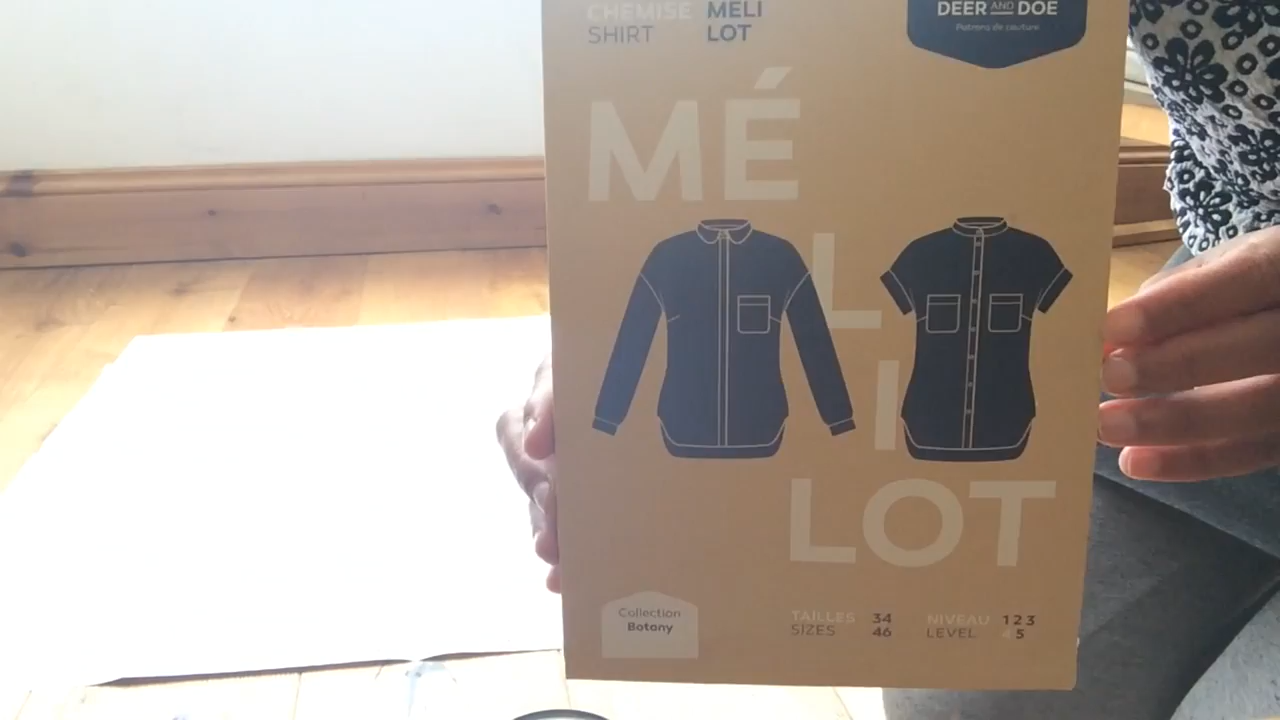 CHEMISE MELI
SHIRT LOT
DEER AND DOE
Patrons de couture
MÉ
L
I
LOT
Collection
Botany
TAILLES 34
SIZES 46
NIVEAU 1 2 3
LEVEL 4 5